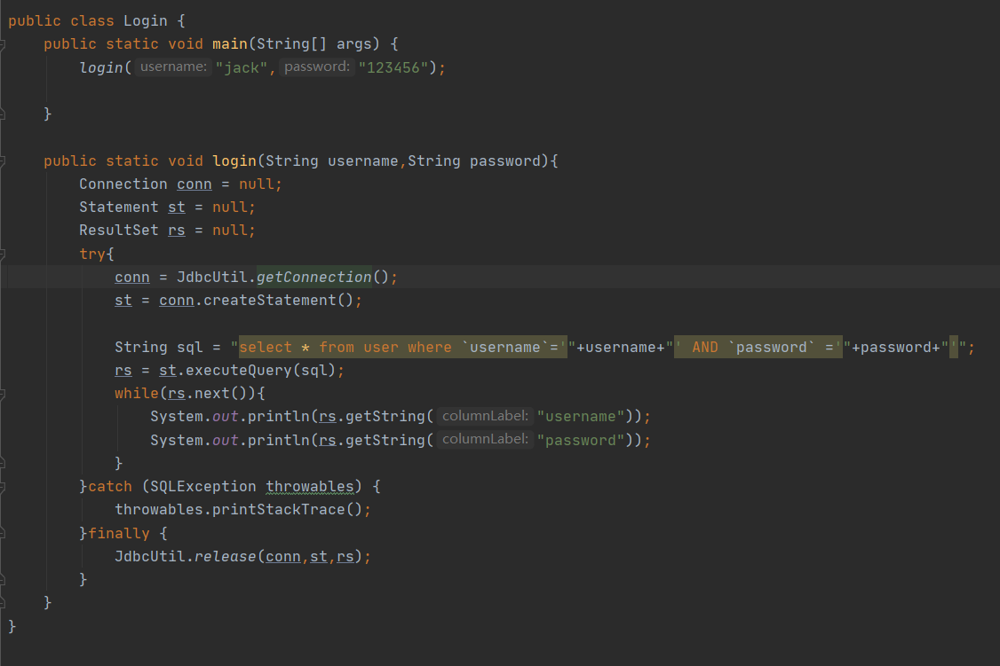 public class Login {
    public static void main(String[] args) {
        login( username: "jack", password: "123456");

    }

    public static void login(String username,String password){
        Connection conn = null;
        Statement st = null;
        ResultSet rs = null;
        try{
            conn = JdbcUtil.getConnection();
            st = conn.createStatement();

            String sql = "select * from user where `username`='"+username+"' AND `password` ='"+password+"'";
            rs = st.executeQuery(sql);
            while(rs.next()){
                System.out.println(rs.getString( columnLabel: "username"));
                System.out.println(rs.getString( columnLabel: "password"));
            }
        }catch (SQLException throwables) {
            throwables.printStackTrace();
        }finally {
            JdbcUtil.release(conn,st,rs);
        }
    }
}